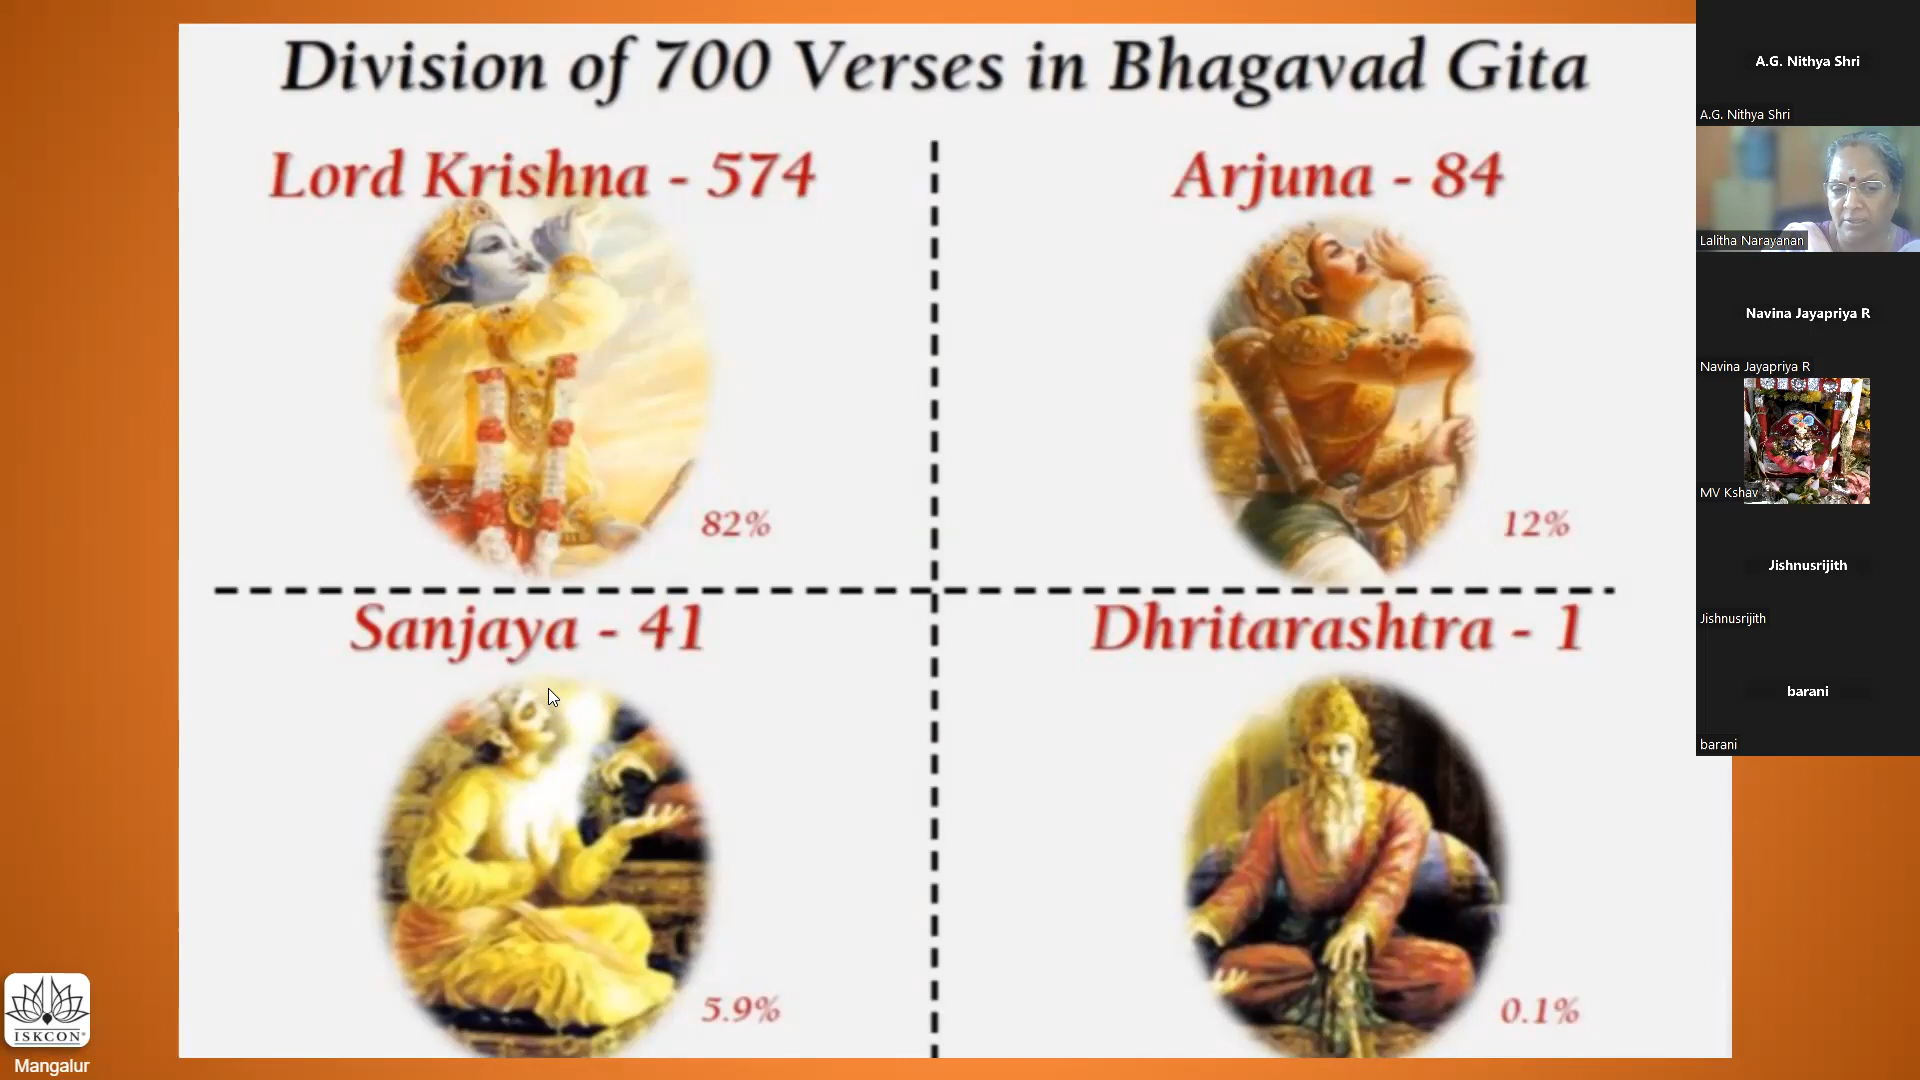 Division of 700 Verses in Bhagavad Gita
Lord Krishna - 574
Arjuna - 84
82%
12%
Sanjaya - 41
Dhritarashtra - 1
5.9%
0.1%
ISKCON
Mangalur
A.G. Nithya Shri
A.G. Nithya Shri
Lalitha Narayanan
Navina Jayapriya R
Navina Jayapriya R
MV Kshav
Jishnusrijith
Jishnusrijith
barani
barani